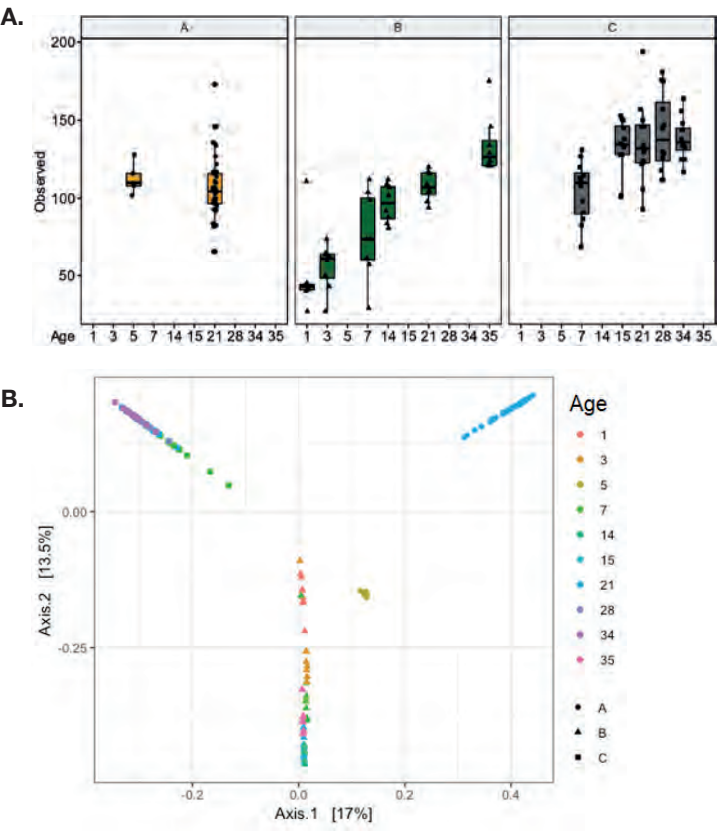 A.
A B C
200
150
100
50
Observed
Age 1 3 5 7 14 15 21 28 34 35 1 3 5 7 14 15 21 28 34 35 1 3 5 7 14 15 21 28 34 35
B.
Age
1
3
5
7
14
15
21
28
34
35
A
B
C
0.00
-0.25
Axis.2 [13.5%]
-0.2 0.0 0.2 0.4
Axis.1 [17%]